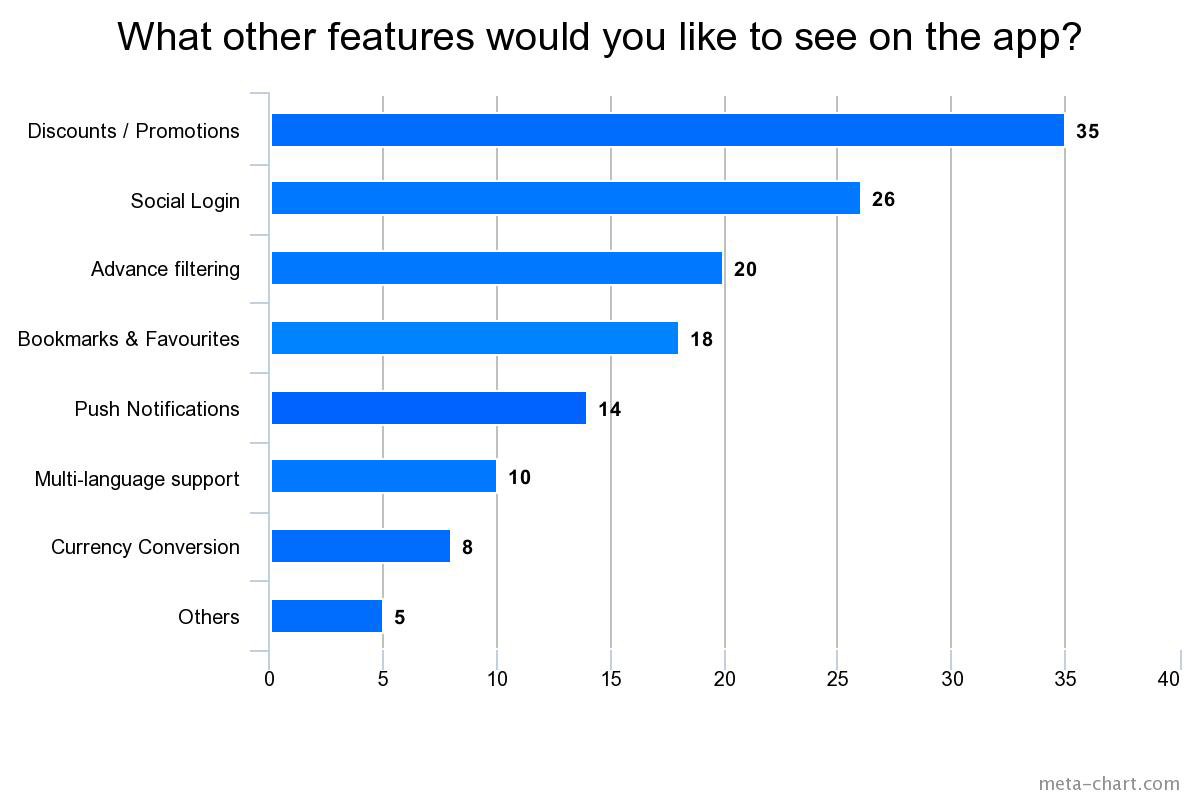 What other features would you like to see on the app?
Discounts / Promotions 35
Social Login 26
Advance filtering 20
Bookmarks & Favourites 18
Push Notifications 14
Multi-language support 10
Currency Conversion 8
Others 5
0 5 10 15 20 25 30 35 40
meta-chart.com